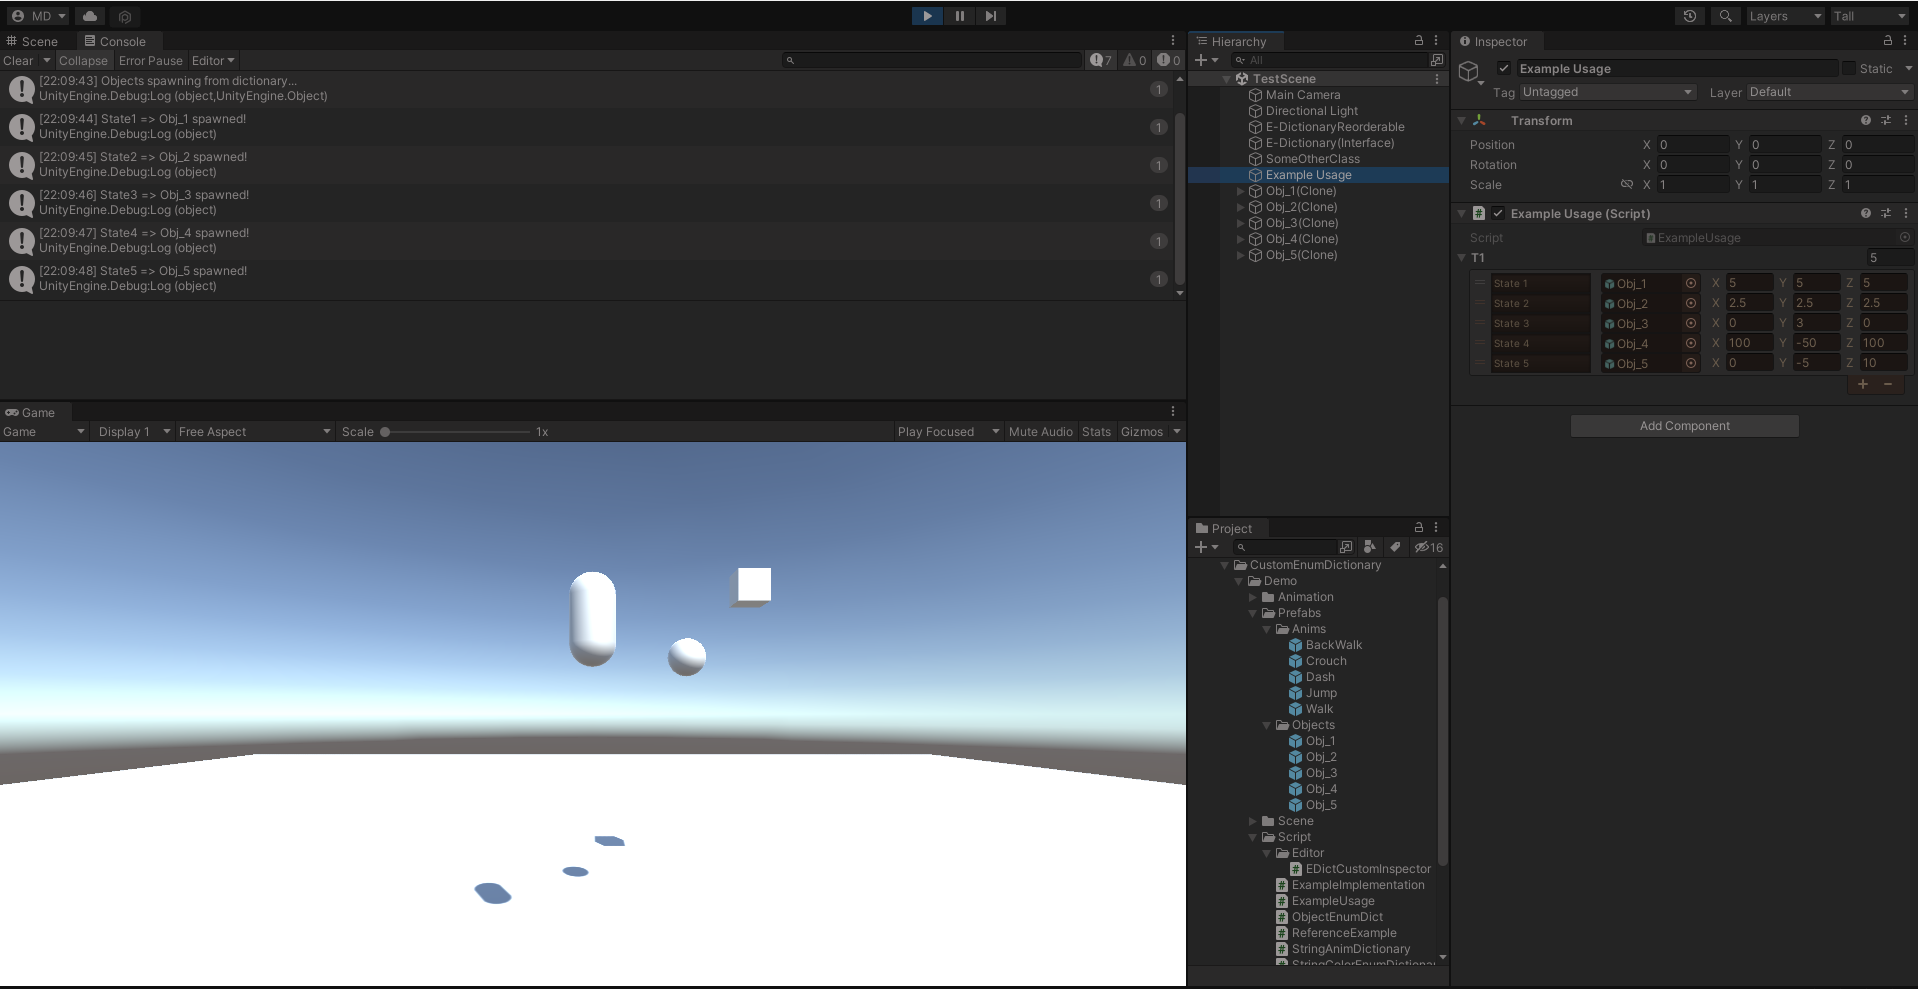 MD
Layers
Tall
Scene
Console
Clear
Collapse
Error Pause
Editor
7
0
0
[22:09:43] Objects spawning from dictionary...
UnityEngine.Debug:Log (object,UnityEngine.Object)
1
[22:09:44] State1 => Obj_1 spawned!
UnityEngine.Debug:Log (object)
1
[22:09:45] State2 => Obj_2 spawned!
UnityEngine.Debug:Log (object)
1
[22:09:46] State3 => Obj_3 spawned!
UnityEngine.Debug:Log (object)
1
[22:09:47] State4 => Obj_4 spawned!
UnityEngine.Debug:Log (object)
1
[22:09:48] State5 => Obj_5 spawned!
UnityEngine.Debug:Log (object)
1
Game
Game
Display 1
Free Aspect
Scale
1x
Play Focused
Mute Audio
Stats
Gizmos
Hierarchy
All
TestScene
Main Camera
Directional Light
E-DictionaryReorderable
E-Dictionary(Interface)
SomeOtherClass
Example Usage
Obj_1(Clone)
Obj_2(Clone)
Obj_3(Clone)
Obj_4(Clone)
Obj_5(Clone)
Project
16
CustomEnumDictionary
Demo
Animation
Prefabs
Anims
BackWalk
Crouch
Dash
Jump
Walk
Objects
Obj_1
Obj_2
Obj_3
Obj_4
Obj_5
Scene
Script
Editor
EDictCustomInspector
ExampleImplementation
ExampleUsage
ObjectEnumDict
ReferenceExample
StringAnimDictionary
Inspector
Example Usage
Static
Tag Untagged
Layer Default
Transform
Position X 0 Y 0 Z 0
Rotation X 0 Y 0 Z 0
Scale X 1 Y 1 Z 1
# Example Usage (Script)
Script ExampleUsage
T1 5
State 1 Obj_1 X 5 Y 5 Z 5
State 2 Obj_2 X 2.5 Y 2.5 Z 2.5
State 3 Obj_3 X 0 Y 3 Z 0
State 4 Obj_4 X 100 Y -50 Z 100
State 5 Obj_5 X 0 Y -5 Z 10
Add Component